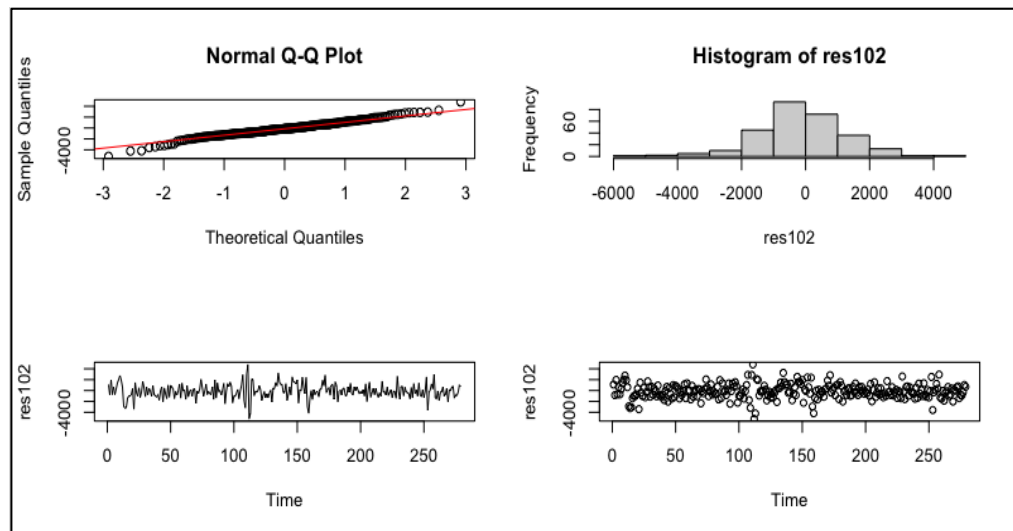 Normal Q-Q Plot
Sample Quantiles
-4000
-3 -2 -1 0 1 2 3
Theoretical Quantiles
Histogram of res102
Frequency
0 60
-6000 -4000 -2000 0 2000 4000
res102
res102
-4000
0 50 100 150 200 250
Time
res102
-4000
0 50 100 150 200 250
Time